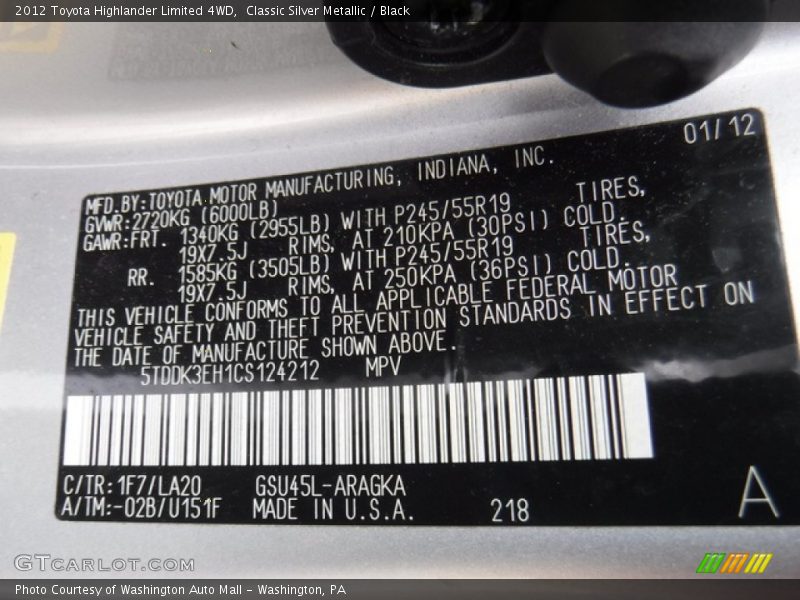 2012 Toyota Highlander Limited 4WD,  Classic Silver Metallic / Black
01/12
MFD.BY:TOYOTA MOTOR MANUFACTURING, INDIANA, INC.
GVWR:2720KG (6000LB)
GAWR:FRT. 1340KG (2955LB) WITH P245/55R19 TIRES,
19X7.5J RIMS, AT 210KPA (30PSI) COLD.
RR. 1585KG (3505LB) WITH P245/55R19 TIRES,
19X7.5J RIMS, AT 250KPA (36PSI) COLD.
THIS VEHICLE CONFORMS TO ALL APPLICABLE FEDERAL MOTOR
VEHICLE SAFETY AND THEFT PREVENTION STANDARDS IN EFFECT ON
THE DATE OF MANUFACTURE SHOWN ABOVE.
5TDDK3EH1CS124212 MPV
C/TR:1F7/LA20 GSU45L-ARAGKA
A/TM:-02B/U151F MADE IN U.S.A. 218
A
GTCARLOT.COM
Photo Courtesy of Washington Auto Mall - Washington, PA